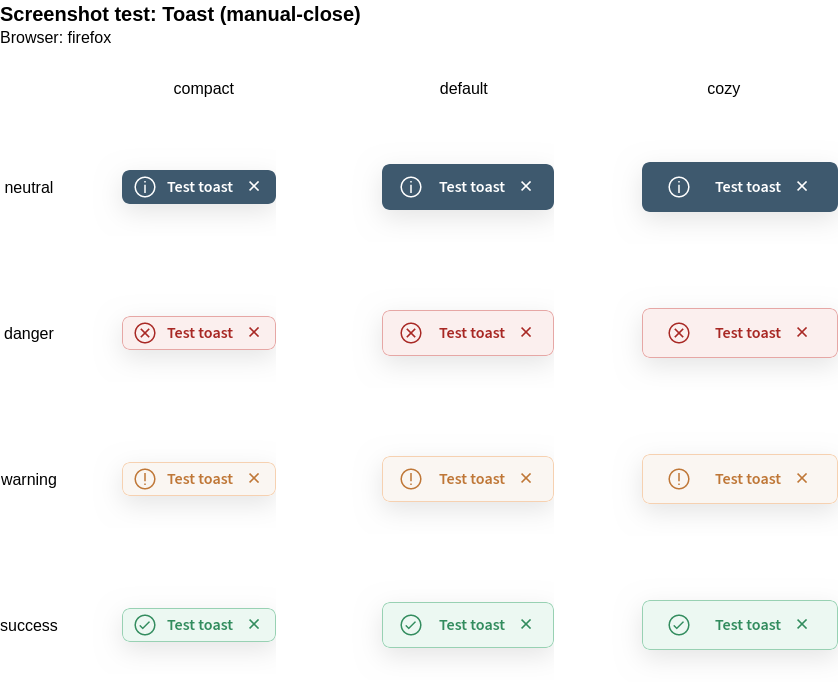 Screenshot test: Toast (manual-close)
Browser: firefox
compact default cozy
neutral Test toast Test toast Test toast
danger Test toast Test toast Test toast
warning Test toast Test toast Test toast
success Test toast Test toast Test toast